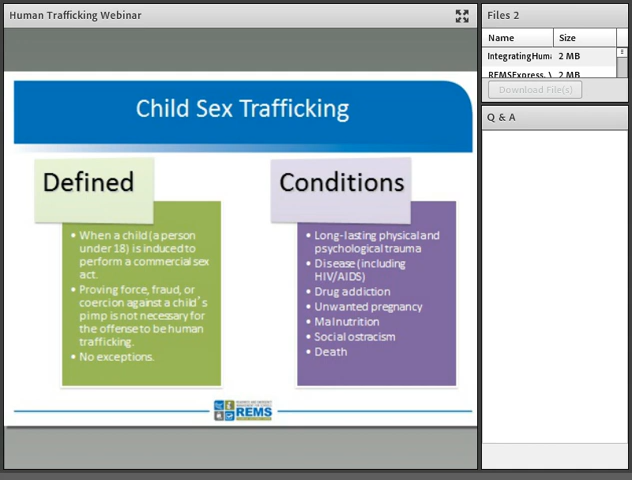 Human Trafficking Webinar
Files 2
Name Size
IntegratingHuma 2 MB
REMSExpress, 2 MB
Download File(s)
Q & A
Child Sex Trafficking
Defined
• When a child (a person
under 18) is induced to
perform a commercial sex
act.
• Proving force, fraud, or
coercion against a child's
pimp is not necessary for
the offense to be human
trafficking.
• No exceptions.
Conditions
• Long-lasting physical and
psychological trauma
• Disease (including
HIV/AIDS)
• Drug addiction
• Unwanted pregnancy
• Malnutrition
• Social ostracism
• Death
REMS